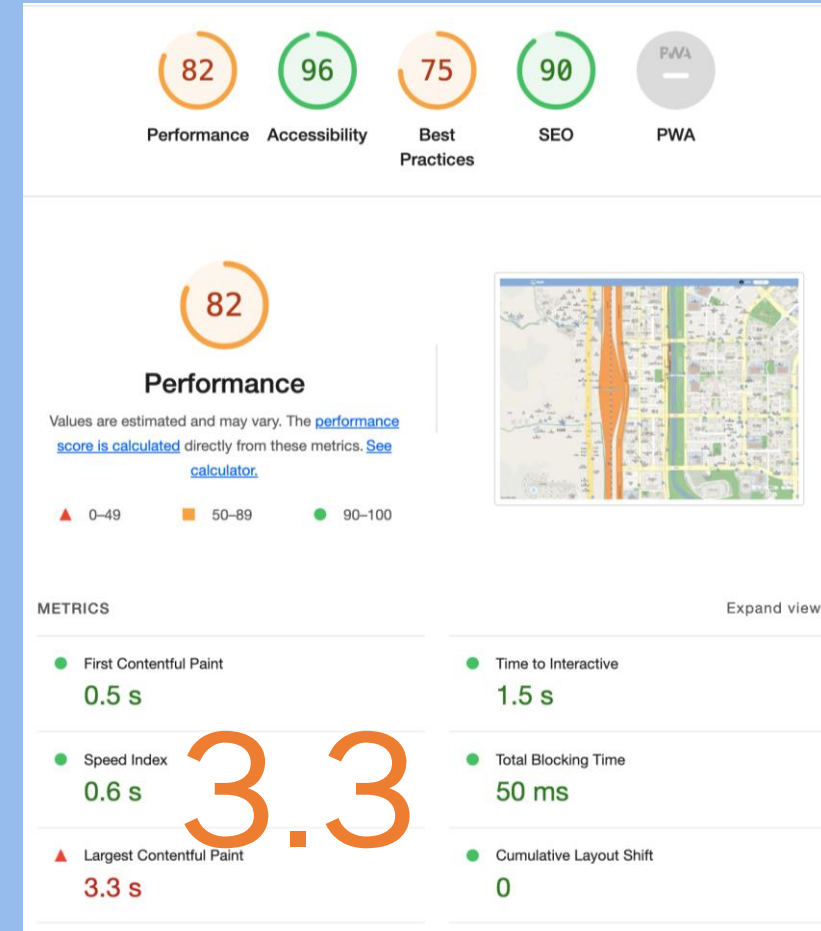 82
96
75
90
PWA
Performance
Accessibility
Best
Practices
SEO
PWA
82
Performance
Values are estimated and may vary. The performance
score is calculated directly from these metrics. See
calculator.
0–49
50–89
90–100
METRICS
Expand view
First Contentful Paint
0.5 s
Time to Interactive
1.5 s
Speed Index
0.6 s
3.3
Total Blocking Time
50 ms
Largest Contentful Paint
3.3 s
Cumulative Layout Shift
0